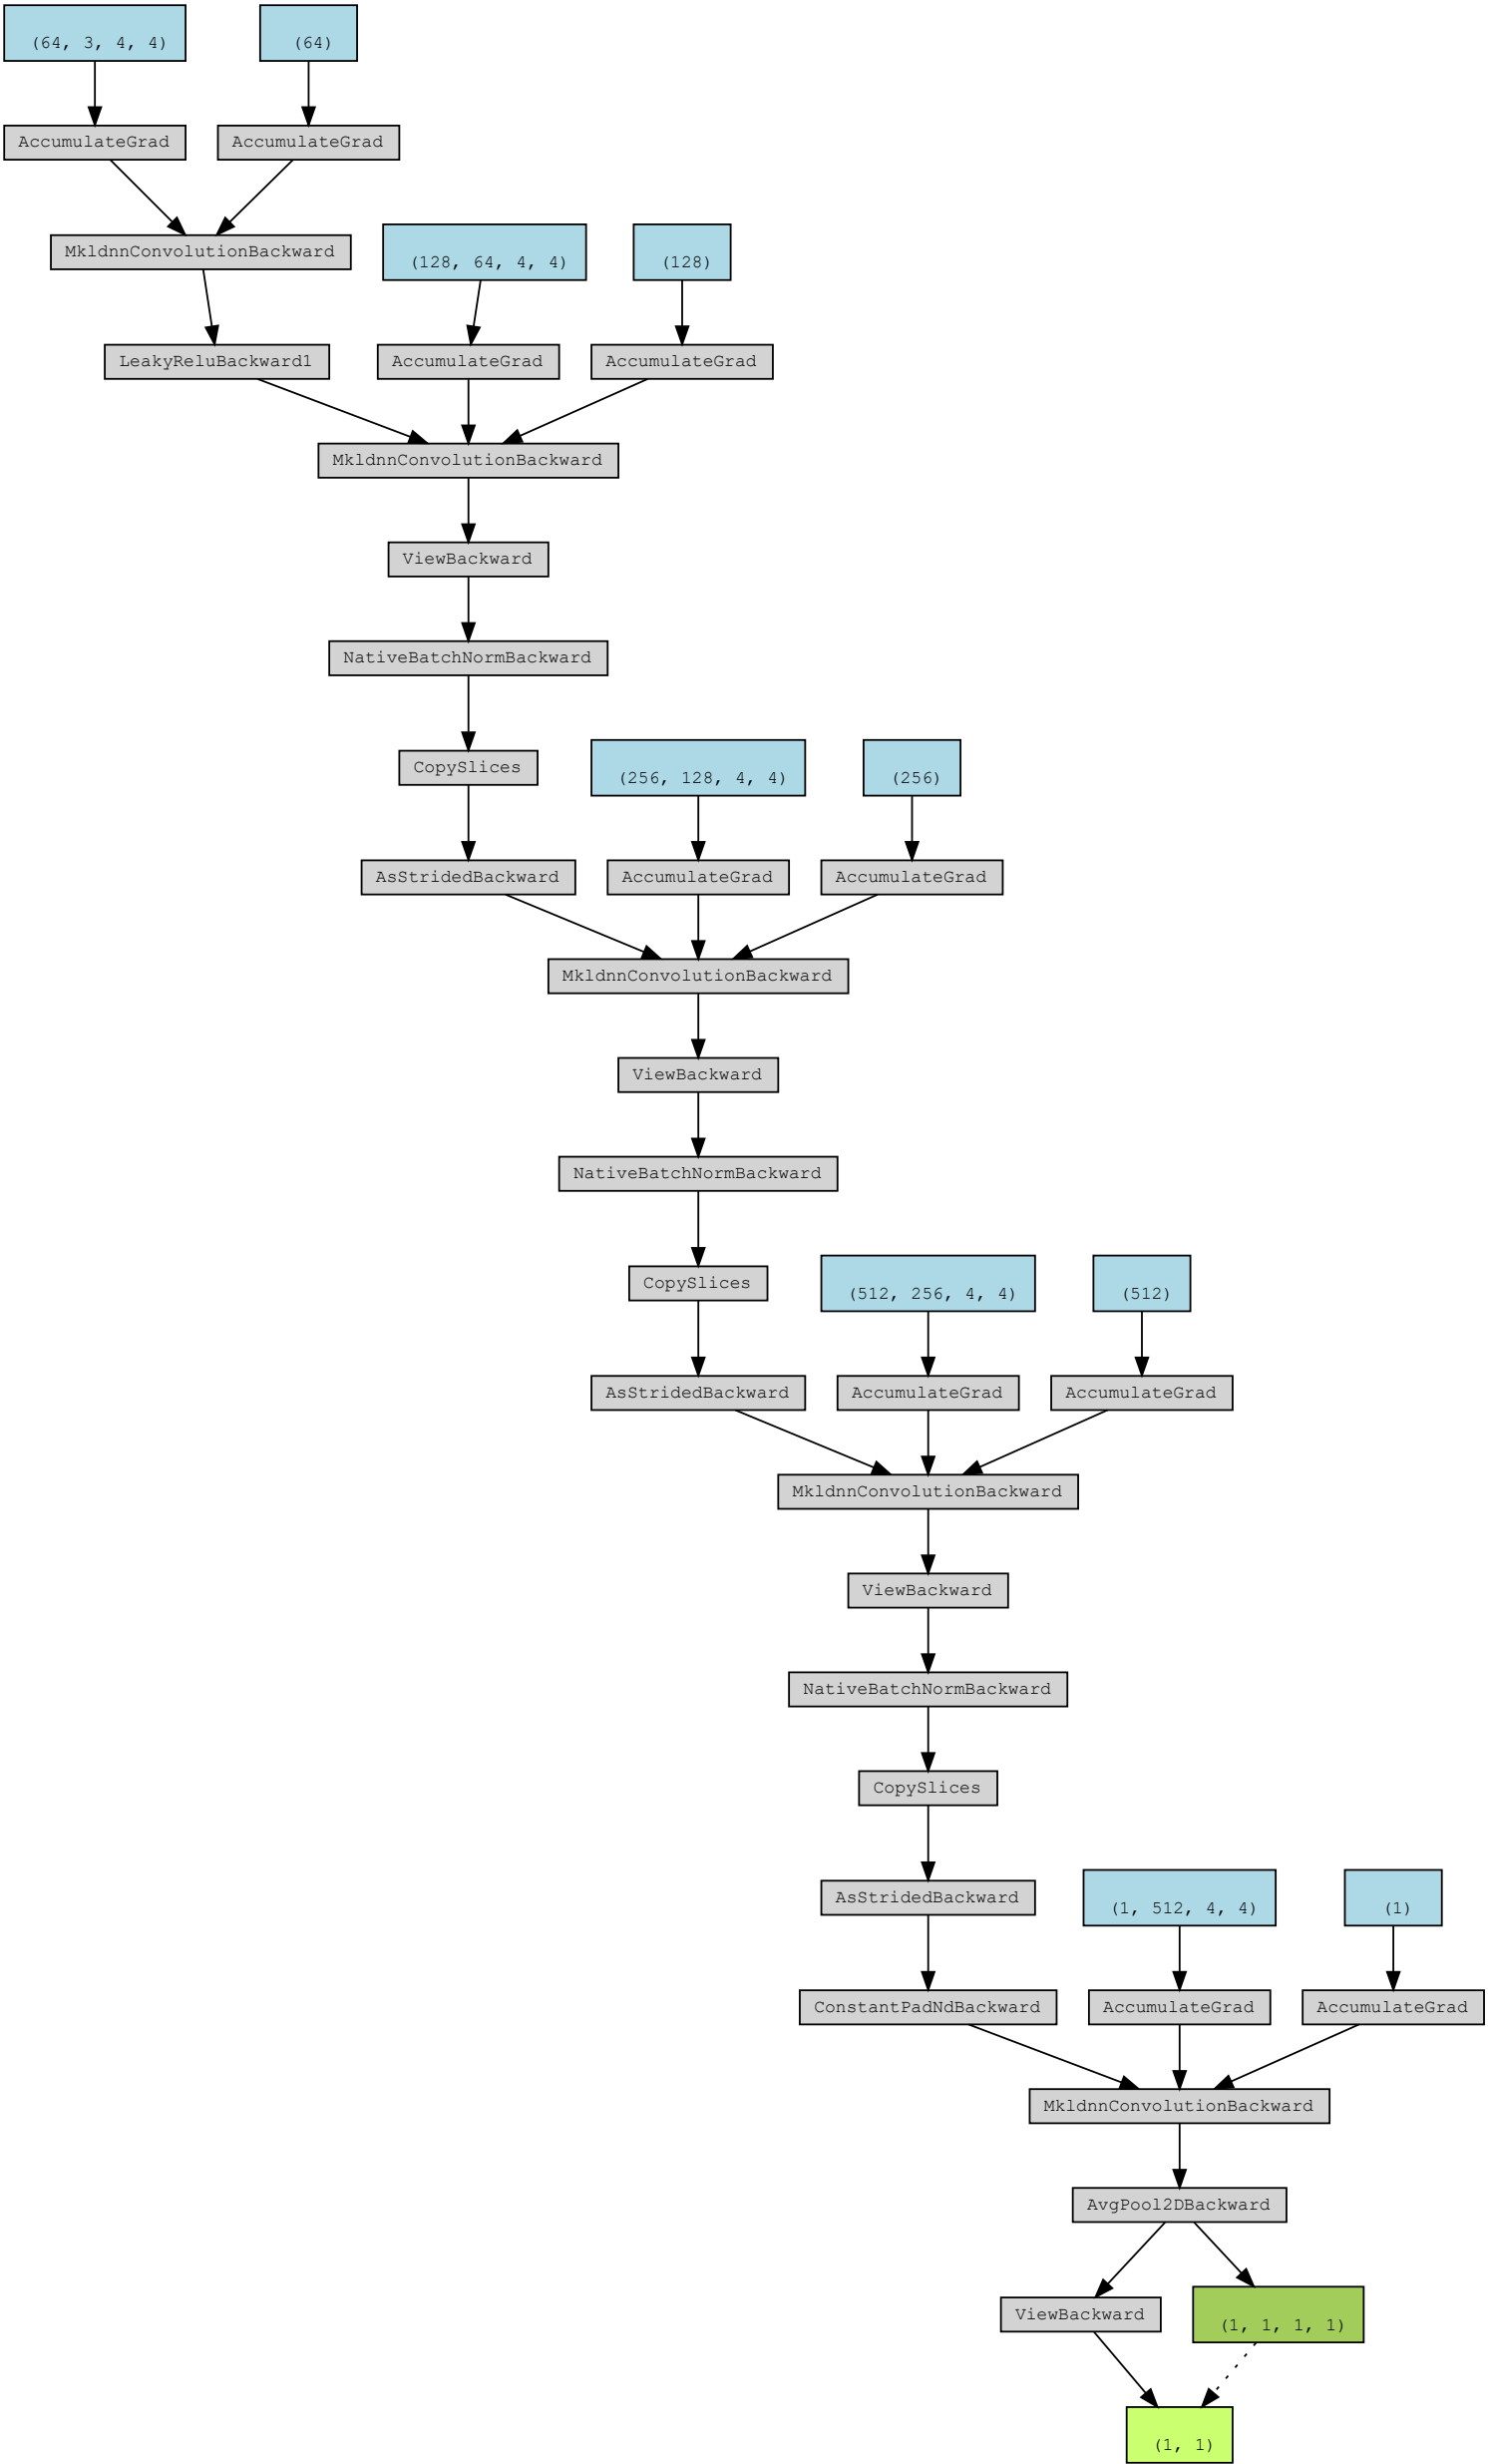 (64, 3, 4, 4)
(64)
AccumulateGrad
AccumulateGrad
MkldnnConvolutionBackward
(128, 64, 4, 4)
(128)
LeakyReluBackward1
AccumulateGrad
AccumulateGrad
MkldnnConvolutionBackward
ViewBackward
NativeBatchNormBackward
CopySlices
(256, 128, 4, 4)
(256)
AsStridedBackward
AccumulateGrad
AccumulateGrad
MkldnnConvolutionBackward
ViewBackward
NativeBatchNormBackward
CopySlices
(512, 256, 4, 4)
(512)
AsStridedBackward
AccumulateGrad
AccumulateGrad
MkldnnConvolutionBackward
ViewBackward
NativeBatchNormBackward
CopySlices
AsStridedBackward
(1, 512, 4, 4)
(1)
ConstantPadNdBackward
AccumulateGrad
AccumulateGrad
MkldnnConvolutionBackward
AvgPool2DBackward
ViewBackward
(1, 1, 1, 1)
(1, 1)